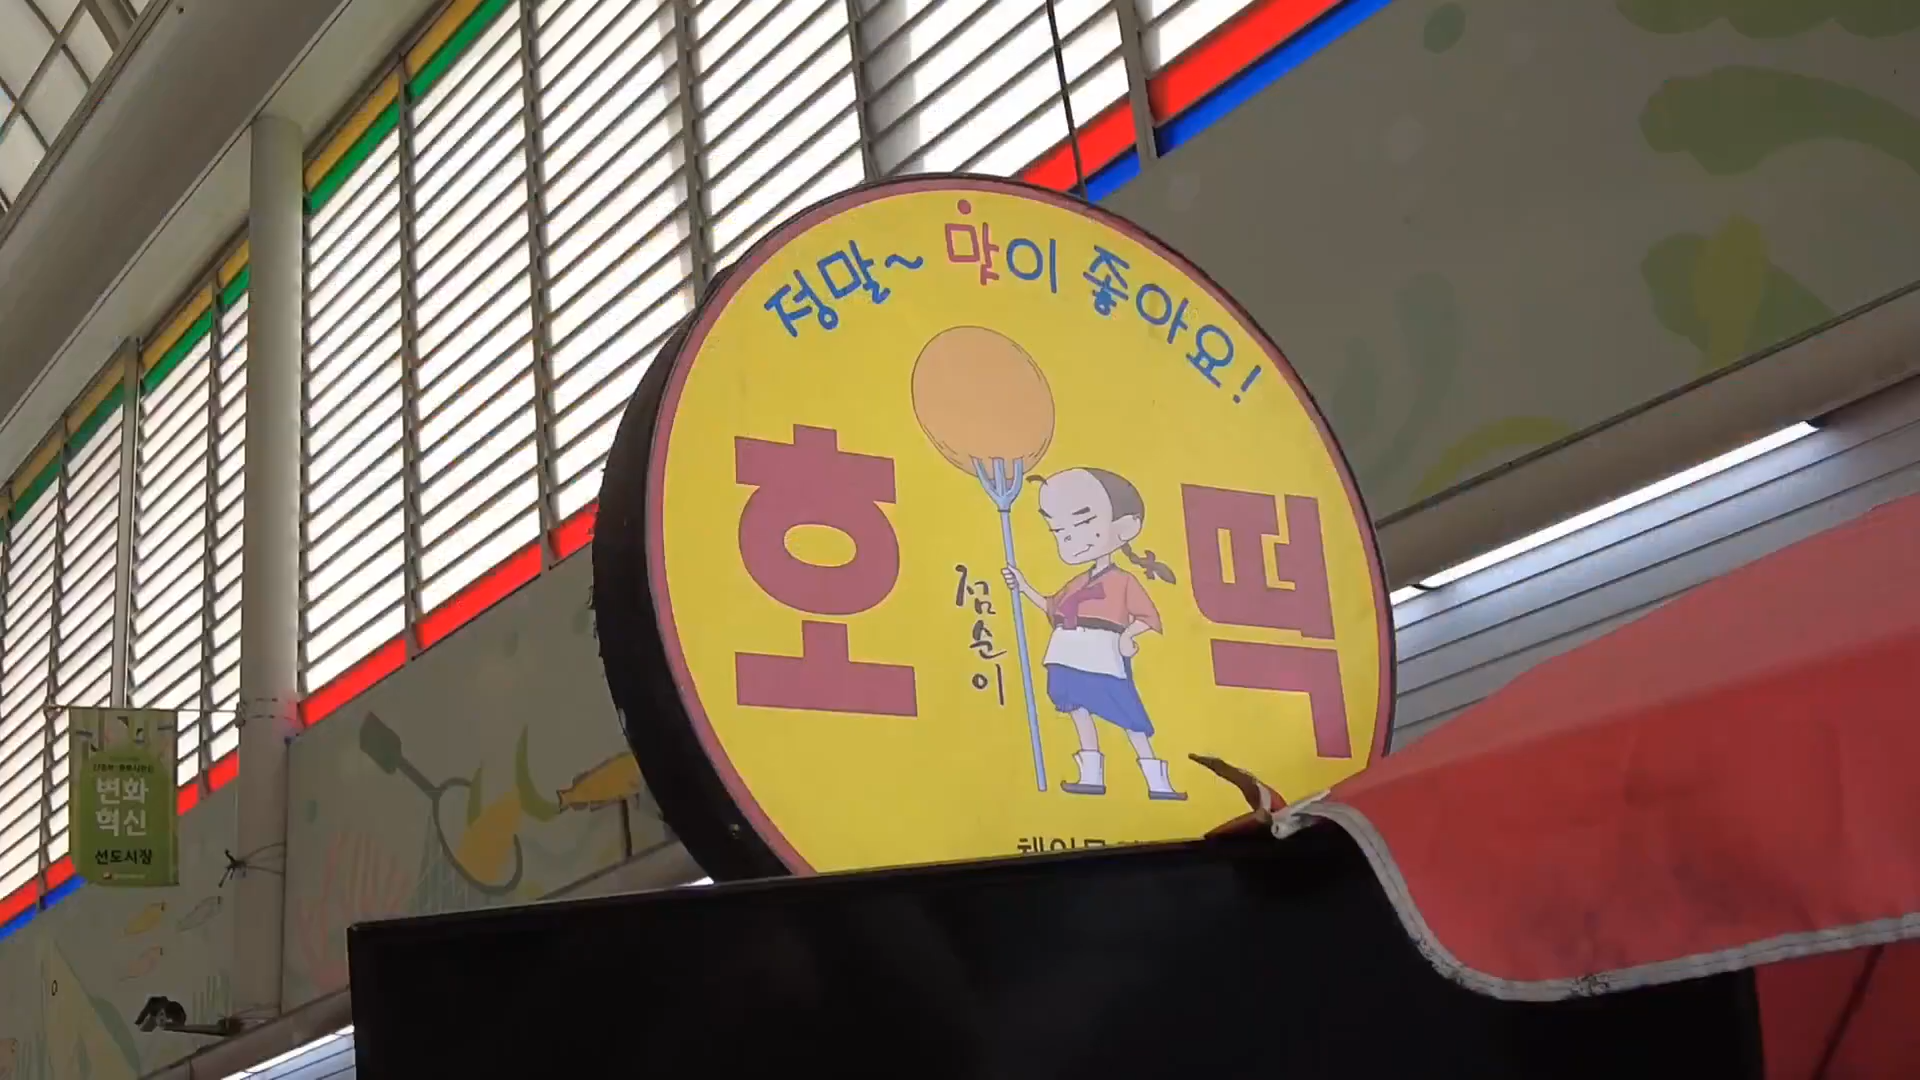 정말~ 맛이 좋아요!
호떡
점순이
변화
혁신
선도시장